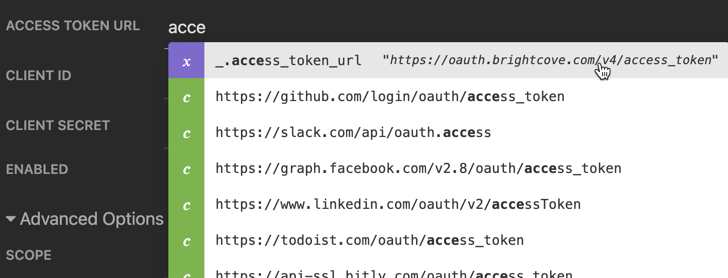 ACCESS TOKEN URL acce
x _.access_token_url "https://oauth.brightcove.com/v4/access_token"
CLIENT ID
c https://github.com/login/oauth/access_token
CLIENT SECRET
c https://slack.com/api/oauth.access
ENABLED
c https://graph.facebook.com/v2.8/oauth/access_token
c https://www.linkedin.com/oauth/v2/accessToken
Advanced Options
c https://todoist.com/oauth/access_token
SCOPE
https://api-ssl.bitly.com/oauth/access_token